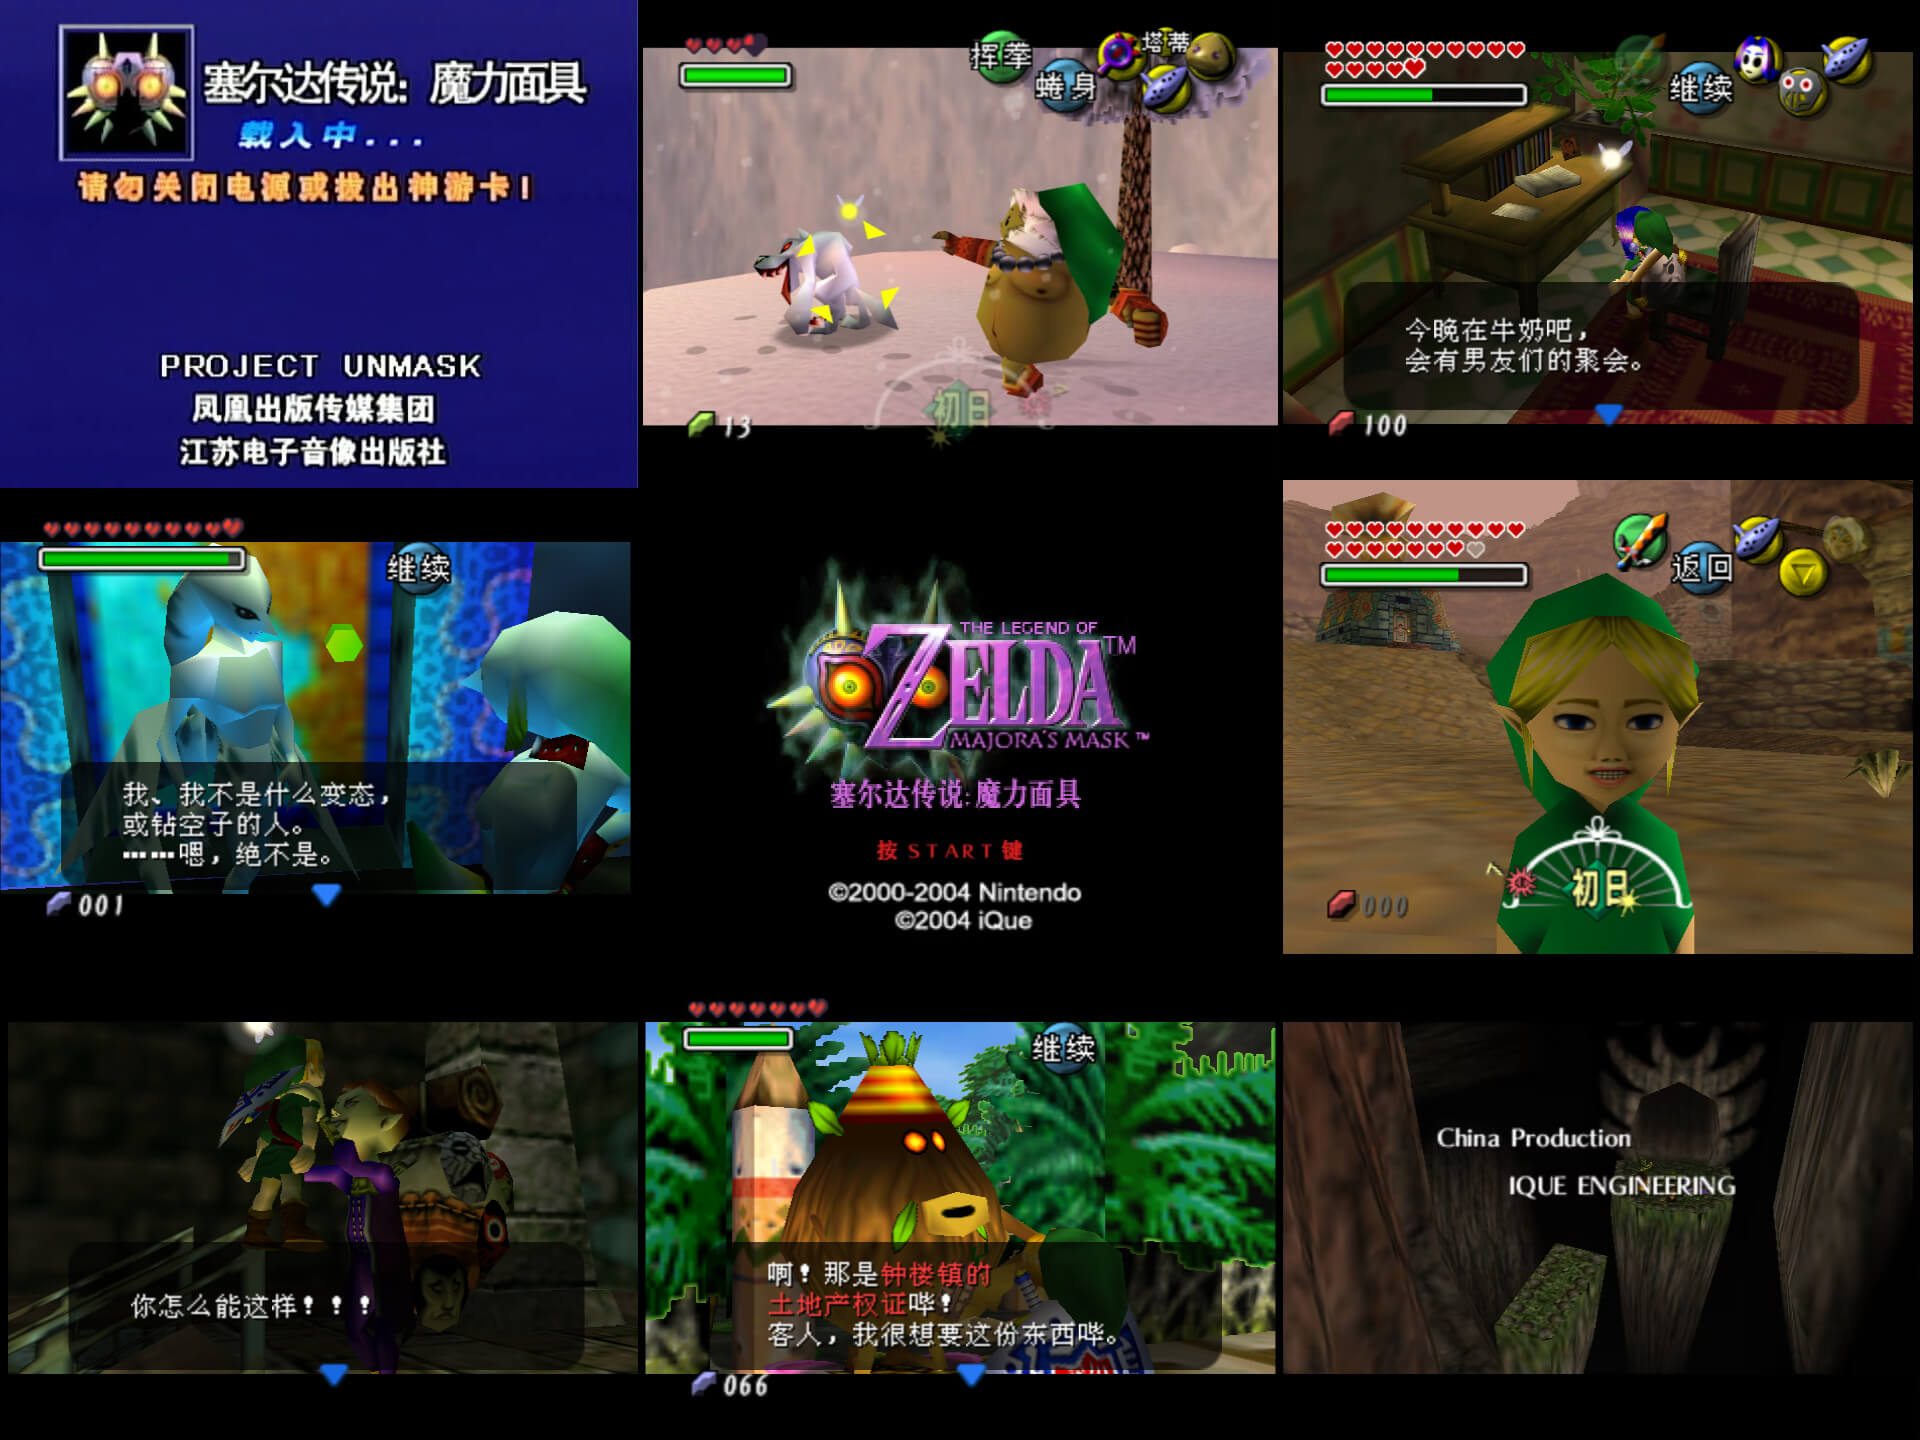 塞尔达传说：魔力面具
载入中...
请勿关闭电源或拔出神游卡！
PROJECT UNMASK
凤凰出版传媒集团
江苏电子音像出版社
挥拳
蜷身
塔蒂
初日
13
继续
今晚在牛奶吧，
会有男友们的聚会。
100
继续
我、我不是什么变态，
或钻空子的人。
……嗯，绝不是。
001
THE LEGEND OF
ZELDA™
MAJORA'S MASK™
塞尔达传说：魔力面具
按START键
©2000-2004 Nintendo
©2004 iQue
返回
初日
000
你怎么能这样！！！
继续
啊！那是钟楼镇的
土地产权证哔！
客人，我很想要这份东西哔。
066
China Production
IQUE ENGINEERING